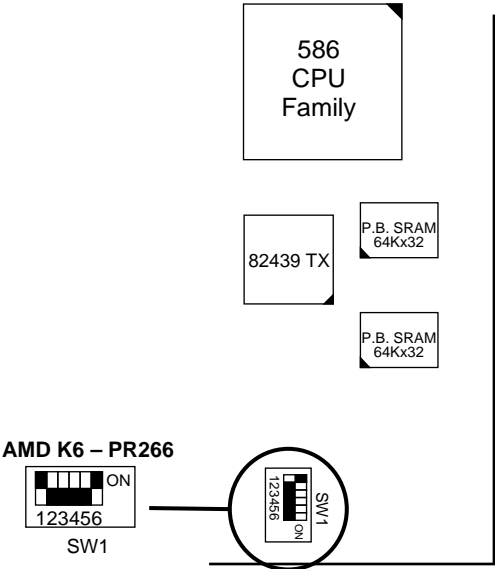 586
CPU
Family
82439 TX
P.B. SRAM
64Kx32
P.B. SRAM
64Kx32
AMD K6 – PR266
ON
123456
SW1
123456
ON
SW1